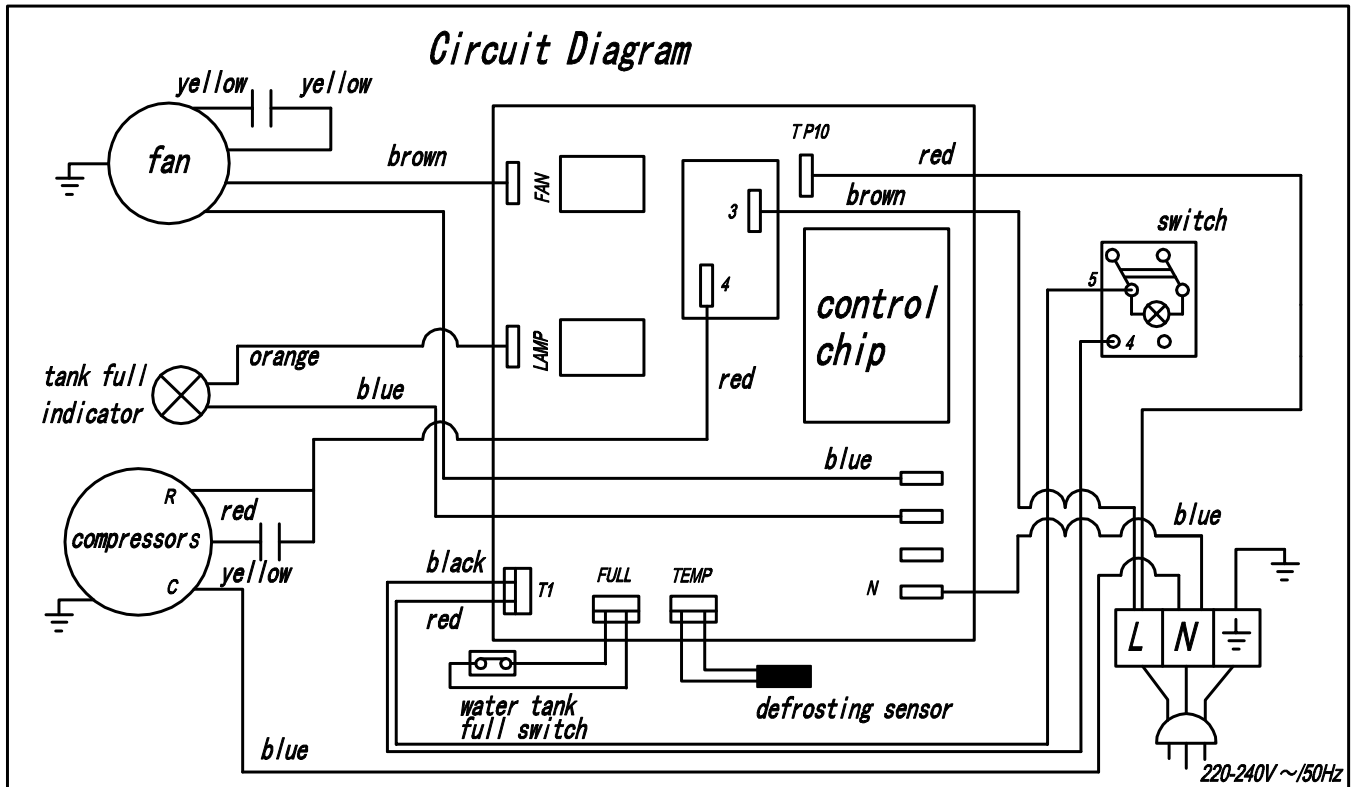 Circuit Diagram
yellow
yellow
fan
brown
FAN
TP10
red
brown
3
4
switch
5
4
control
chip
LAMP
orange
tank full
indicator
blue
red
blue
R
red
compressors
yellow
C
black
red
T1
FULL
TEMP
N
blue
L
N
water tank
full switch
defrosting sensor
blue
220-240V～/50Hz